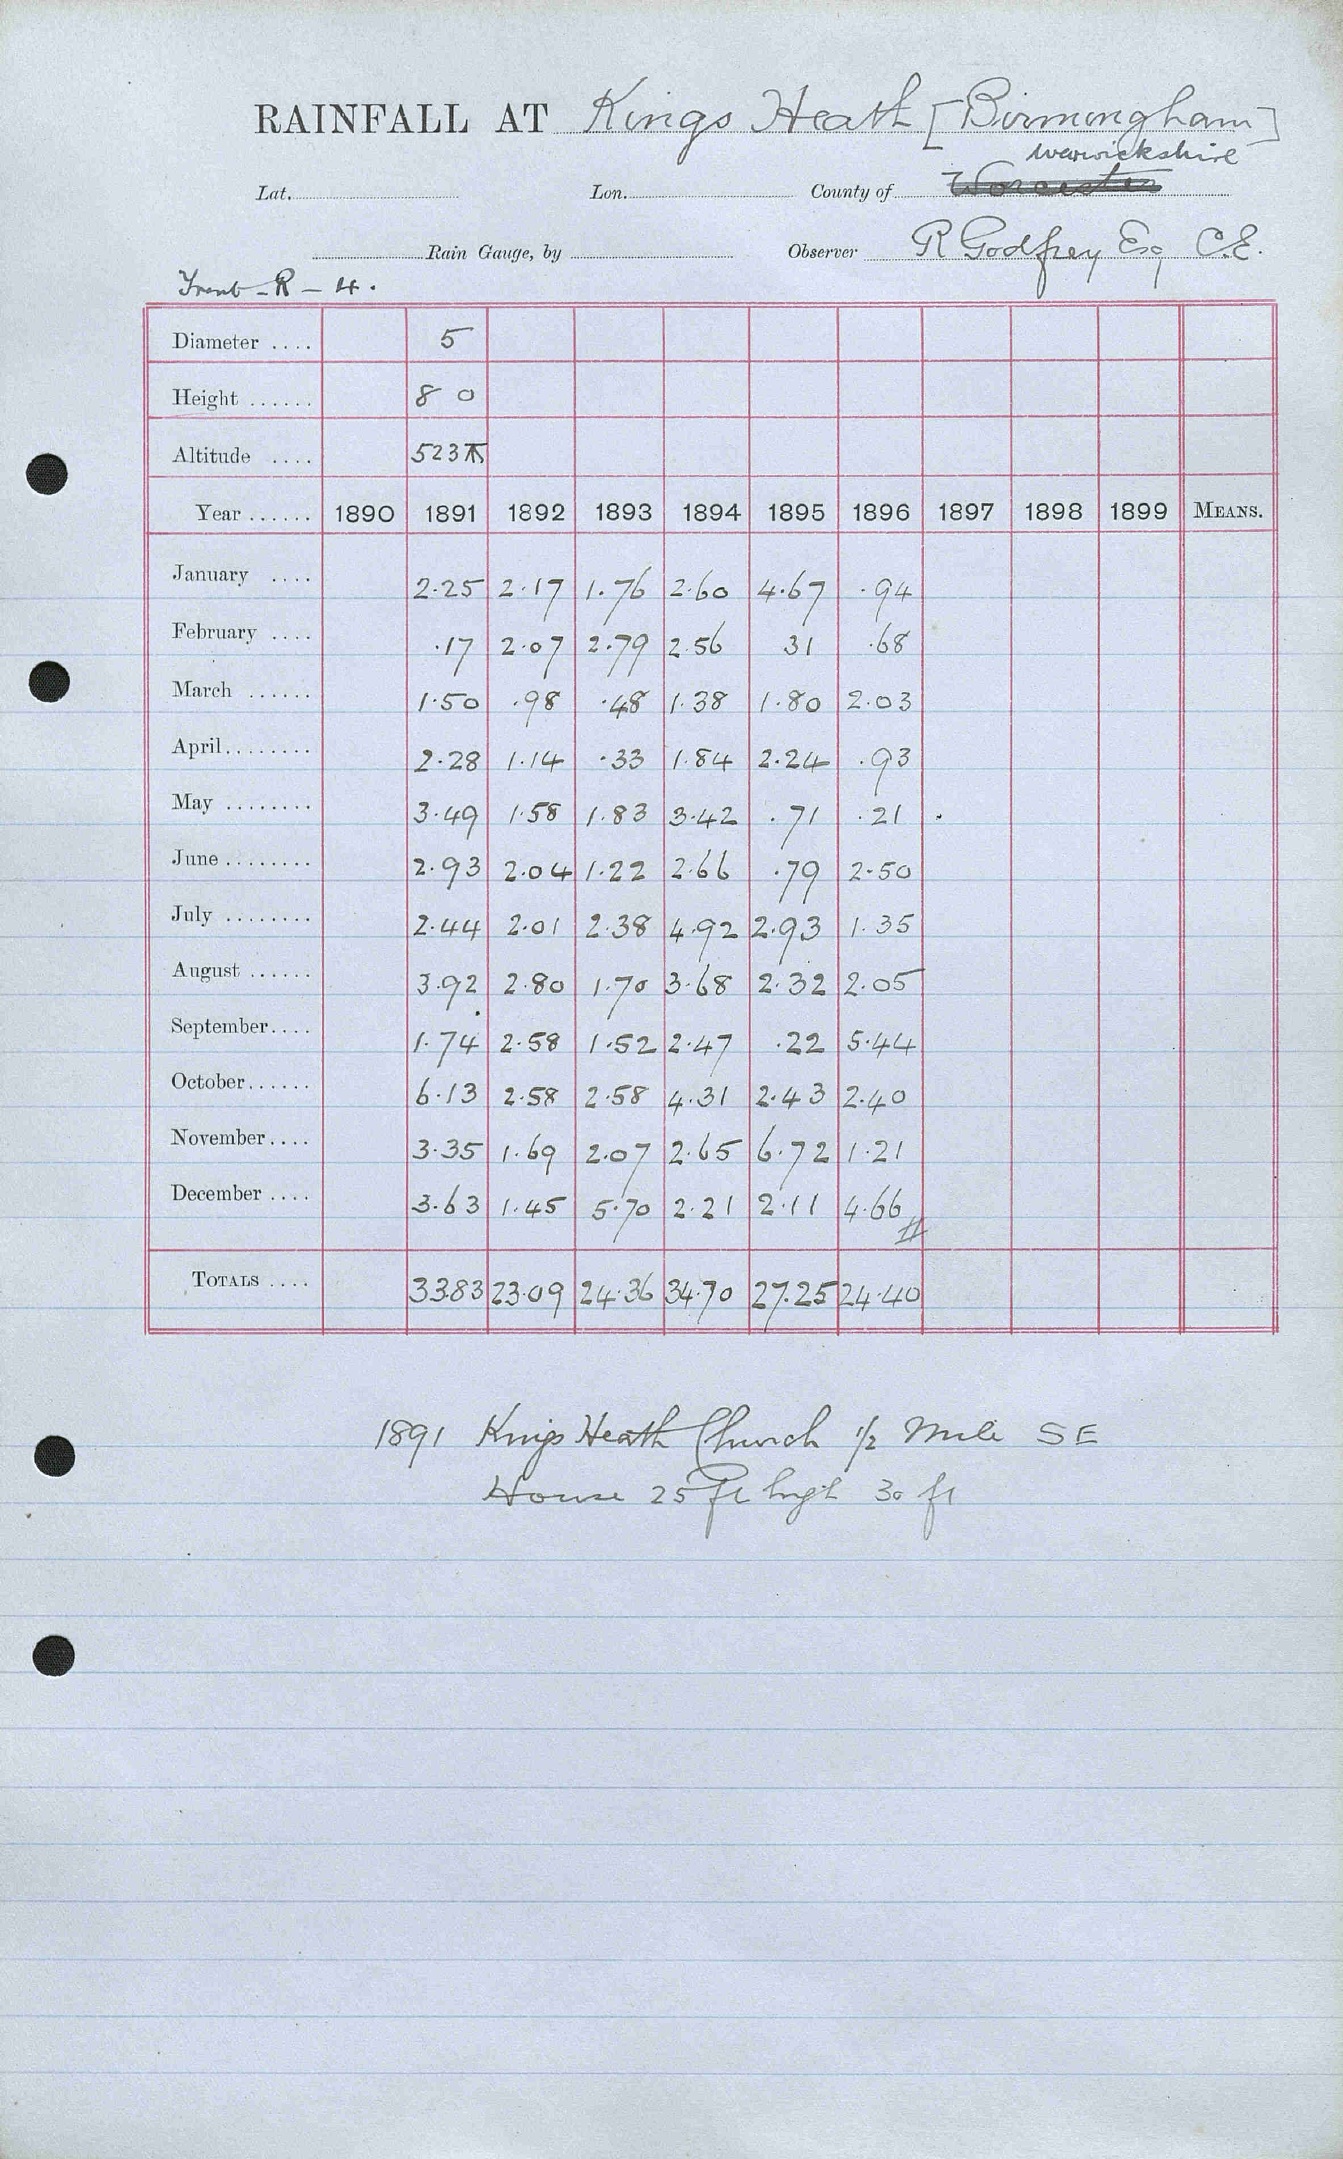 RAINFALL AT Kings Heath [Birmingham]
Warwickshire
Lat. Lon. County of Worcester
Rain Gauge, by Observer R Godfrey Esq C.E.
Trent - R - 4.
Diameter .... 5
Height ...... 8 0
Altitude .... 523
Year ...... 1890 1891 1892 1893 1894 1895 1896 1897 1898 1899 MEANS.
January .... 2.25 2.17 1.76 2.60 4.67 .94
February .... .17 2.07 2.79 2.56 31 .68
March ...... 1.50 .98 .48 1.38 1.80 2.03
April........ 2.28 1.14 .33 1.84 2.24 .93
May ........ 3.49 1.58 1.83 3.42 .71 .21
June ........ 2.93 2.04 1.22 2.66 .79 2.50
July ........ 2.44 2.01 2.38 4.92 2.93 1.35
August ...... 3.92 2.80 1.70 3.68 2.32 2.05
September.... 1.74 2.58 1.52 2.47 .22 5.44
October...... 6.13 2.58 2.58 4.31 2.43 2.40
November.... 3.35 1.69 2.07 2.65 6.72 1.21
December .... 3.63 1.45 5.70 2.21 2.11 4.66
TOTALS .... 33.83 23.09 24.36 34.70 27.25 24.40
1891 Kings Heath Church 1/2 Mile SE
House 25 ft high 30 ft